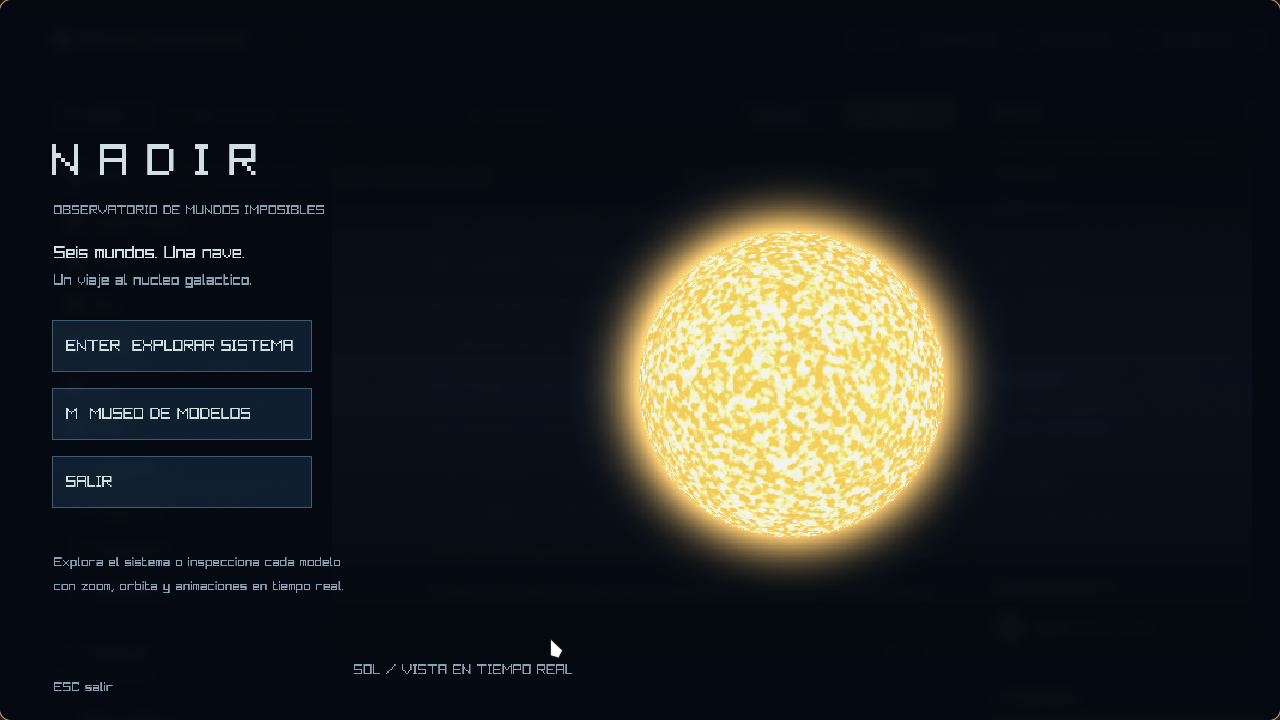 NADIR
OBSERVATORIO DE MUNDOS IMPOSIBLES
Seis mundos. Una nave.
Un viaje al nucleo galactico.
ENTER EXPLORAR SISTEMA
M MUSEO DE MODELOS
SALIR
Explora el sistema o inspecciona cada modelo
con zoom, orbita y animaciones en tiempo real.
SOL / VISTA EN TIEMPO REAL
ESC salir